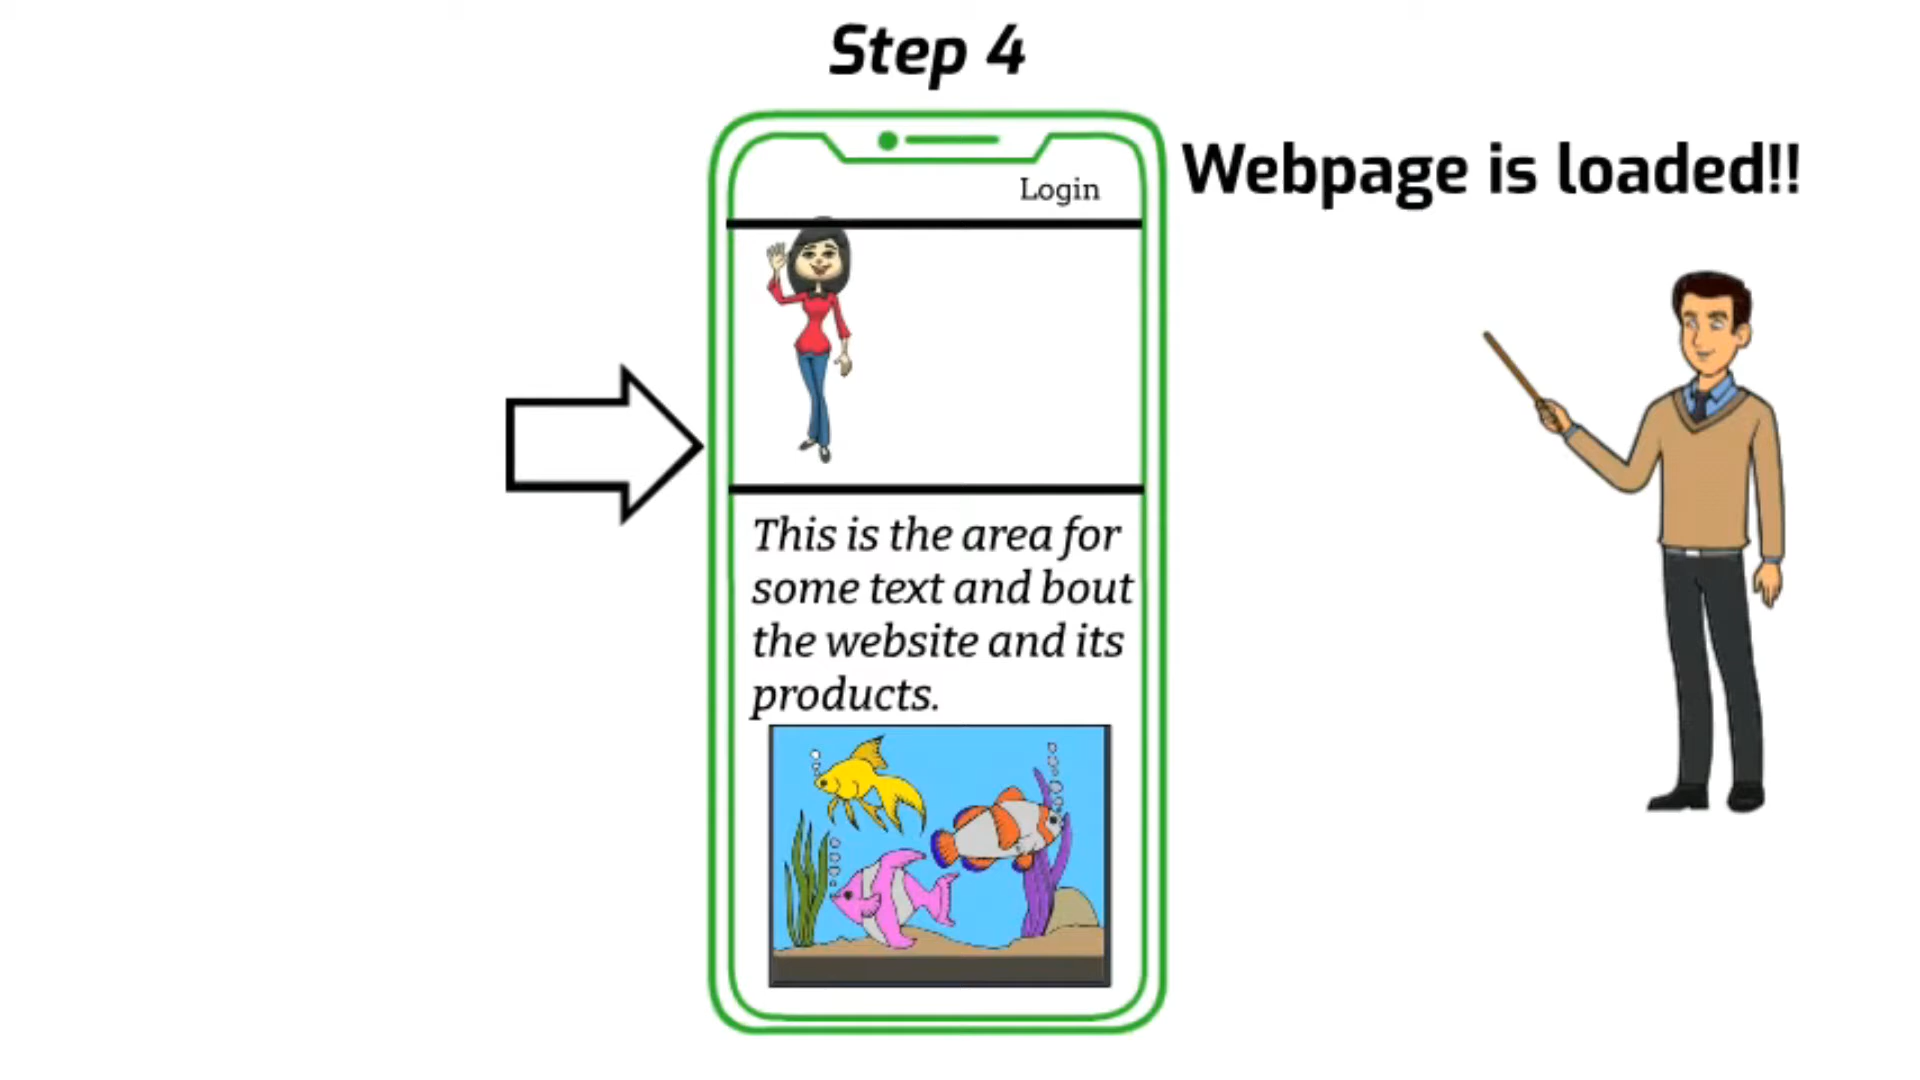 Step 4
Webpage is loaded!!
Login
This is the area for
some text and bout
the website and its
products.